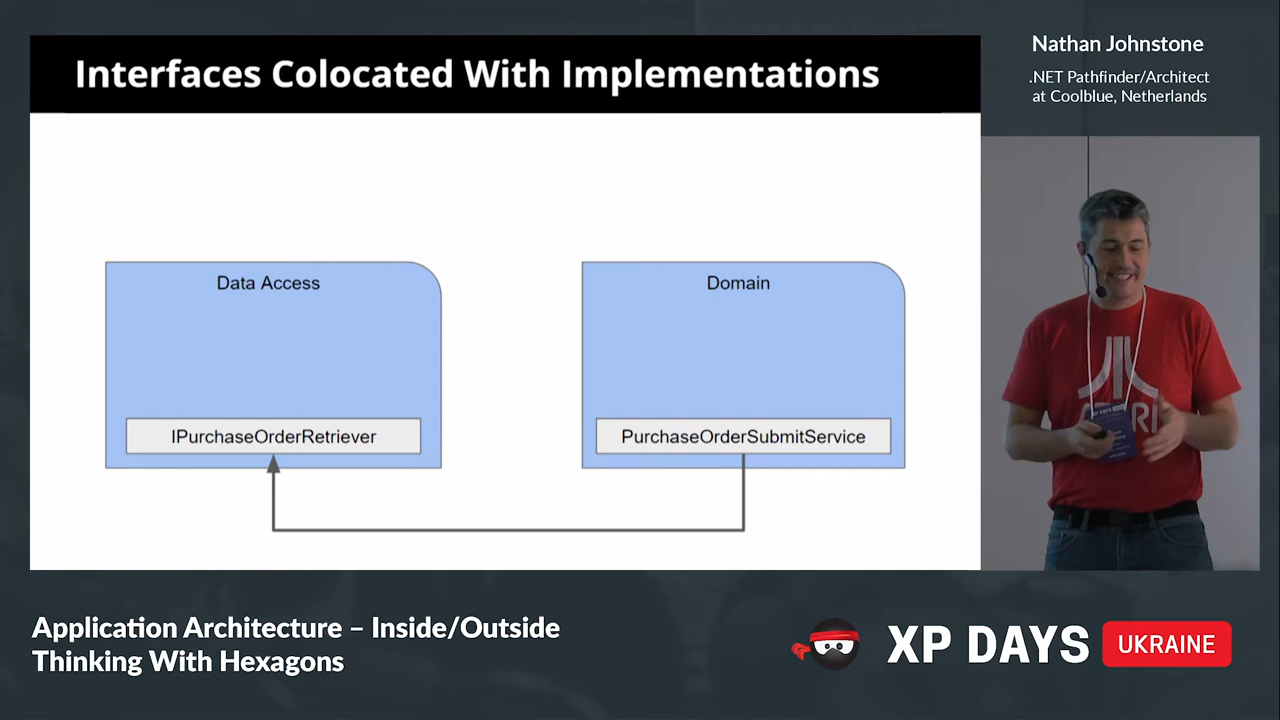 Interfaces Colocated With Implementations
Data Access
Domain
IPurchaseOrderRetriever
PurchaseOrderSubmitService
Nathan Johnstone
.NET Pathfinder/Architect
at Coolblue, Netherlands
ATARI
Application Architecture – Inside/Outside
Thinking With Hexagons
XP DAYS
UKRAINE